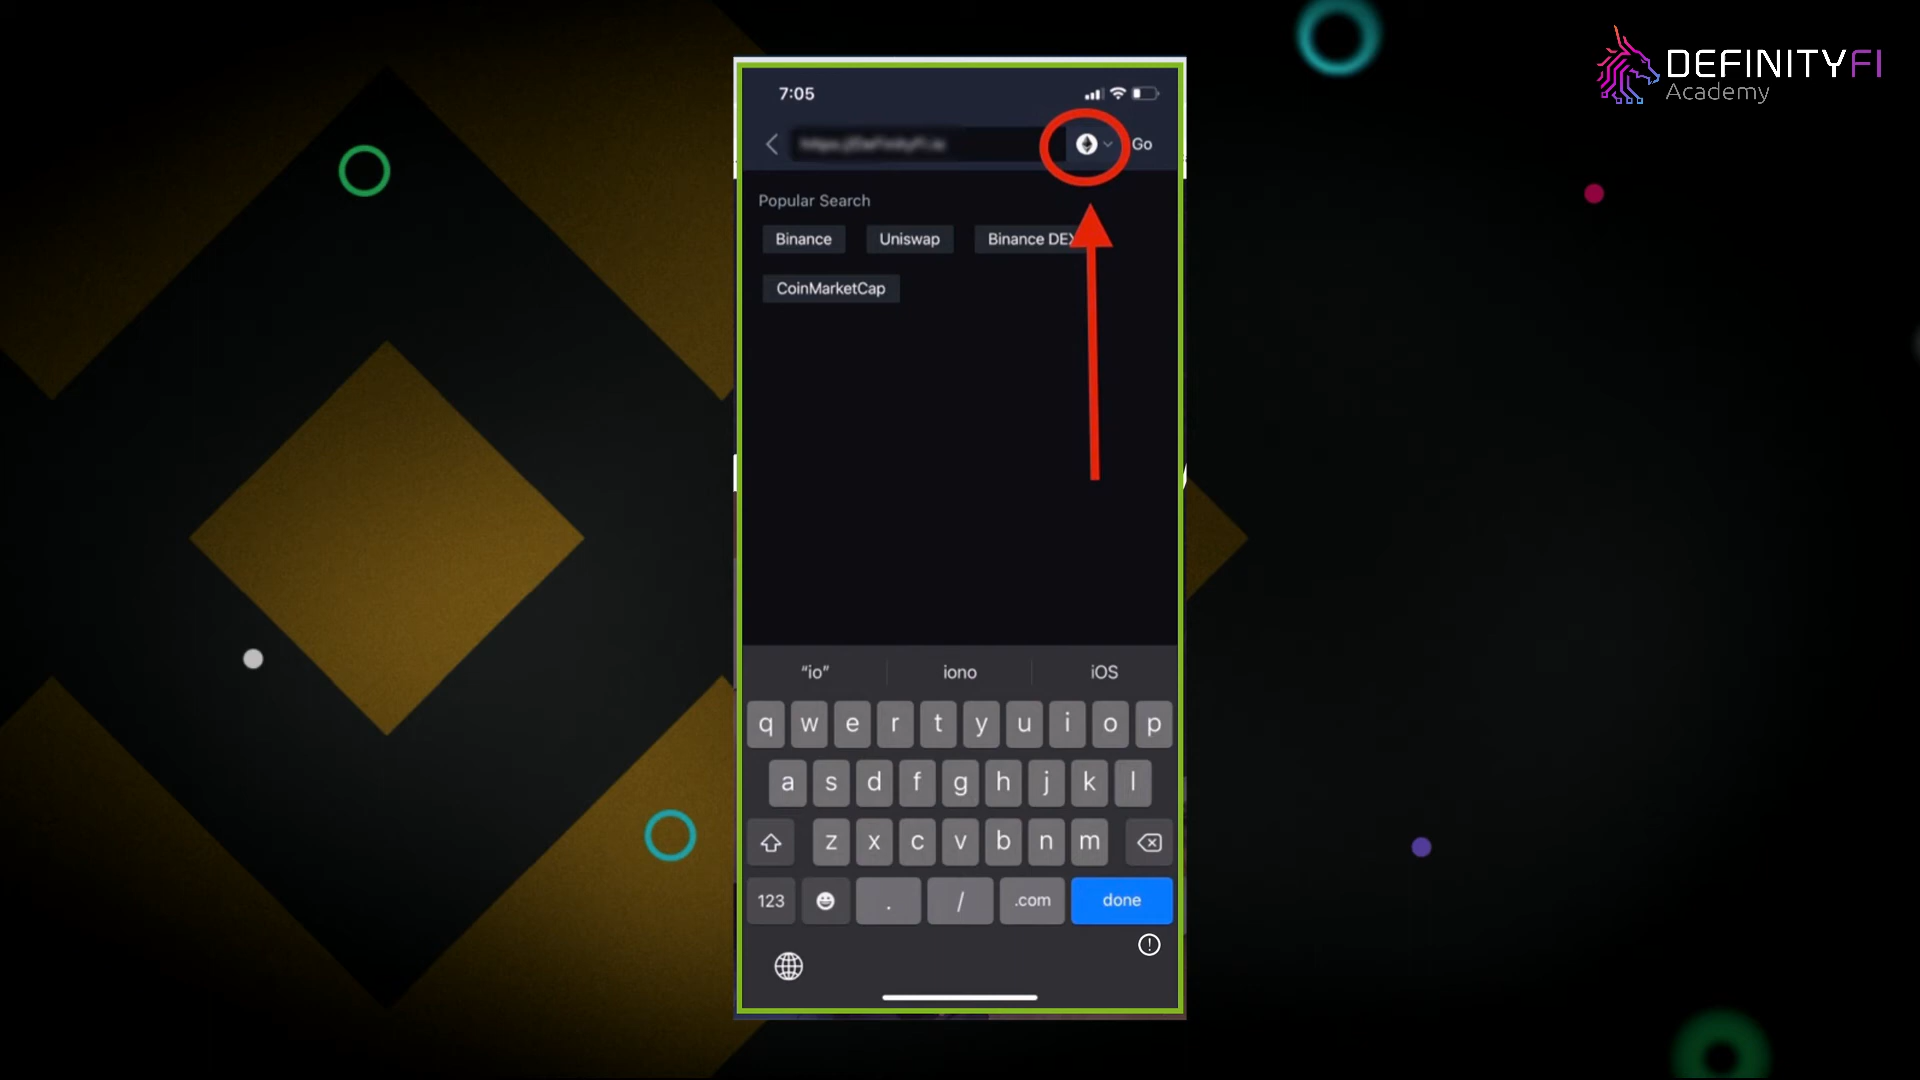 DEFINITYFI
Academy
7:05
Go
Popular Search
Binance
Uniswap
Binance DEX
CoinMarketCap
“io”
iono
iOS
q w e r t y u i o p
a s d f g h j k l
z x c v b n m
123
.
/
.com
done